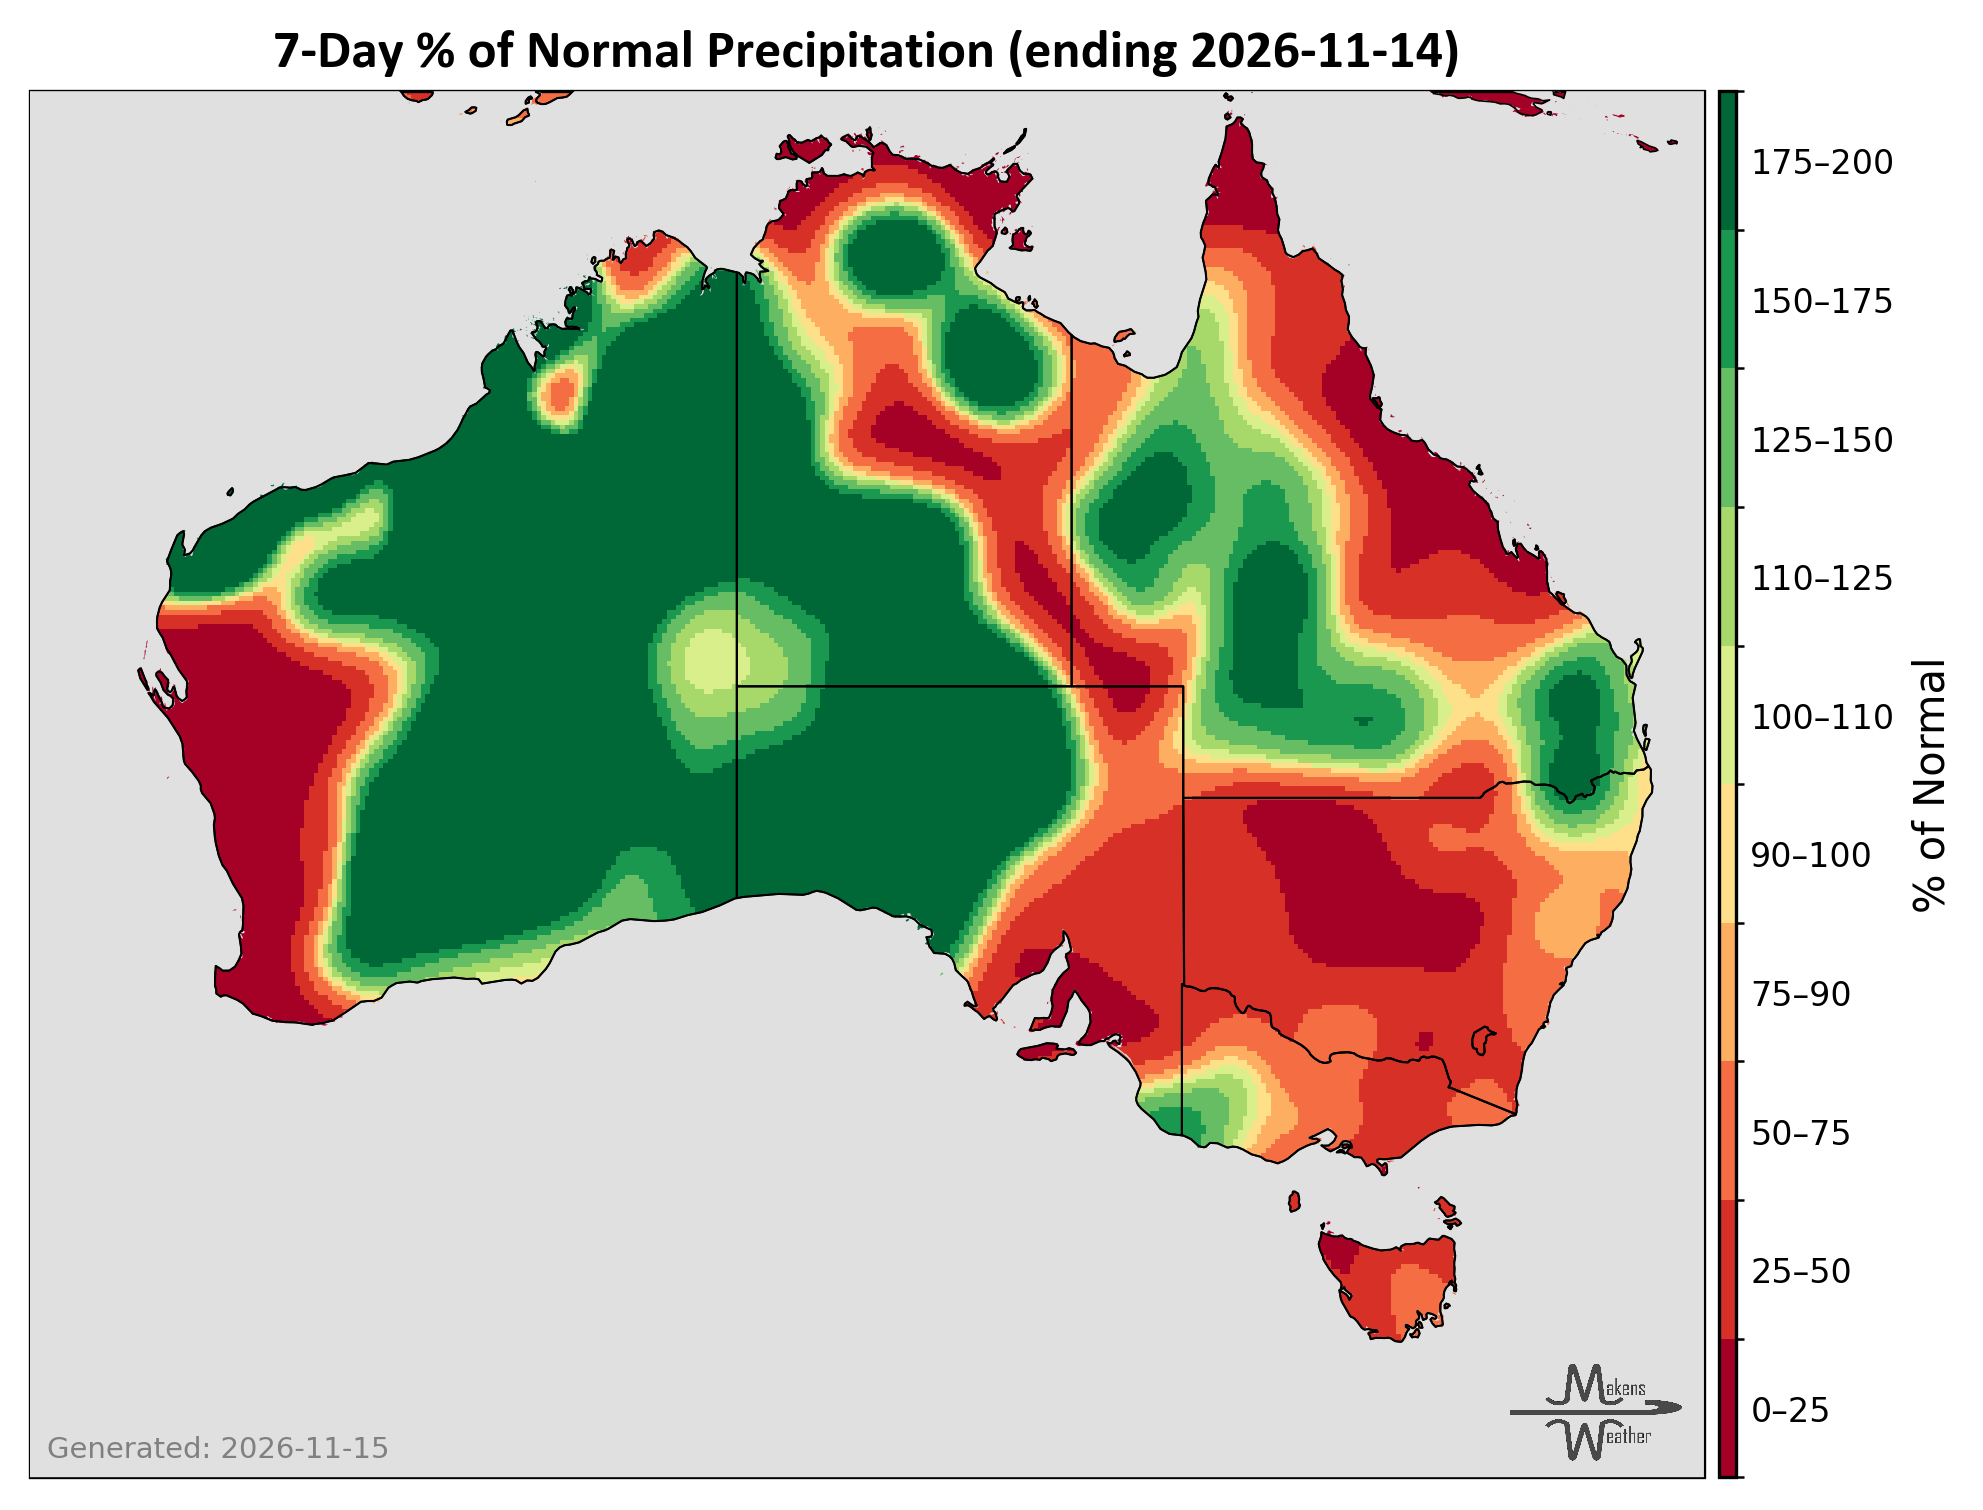 7-Day % of Normal Precipitation (ending 2026-11-14)
175–200
150–175
125–150
110–125
100–110
90–100
75–90
50–75
25–50
0–25
% of Normal
Makens
Weather
Generated: 2026-11-15